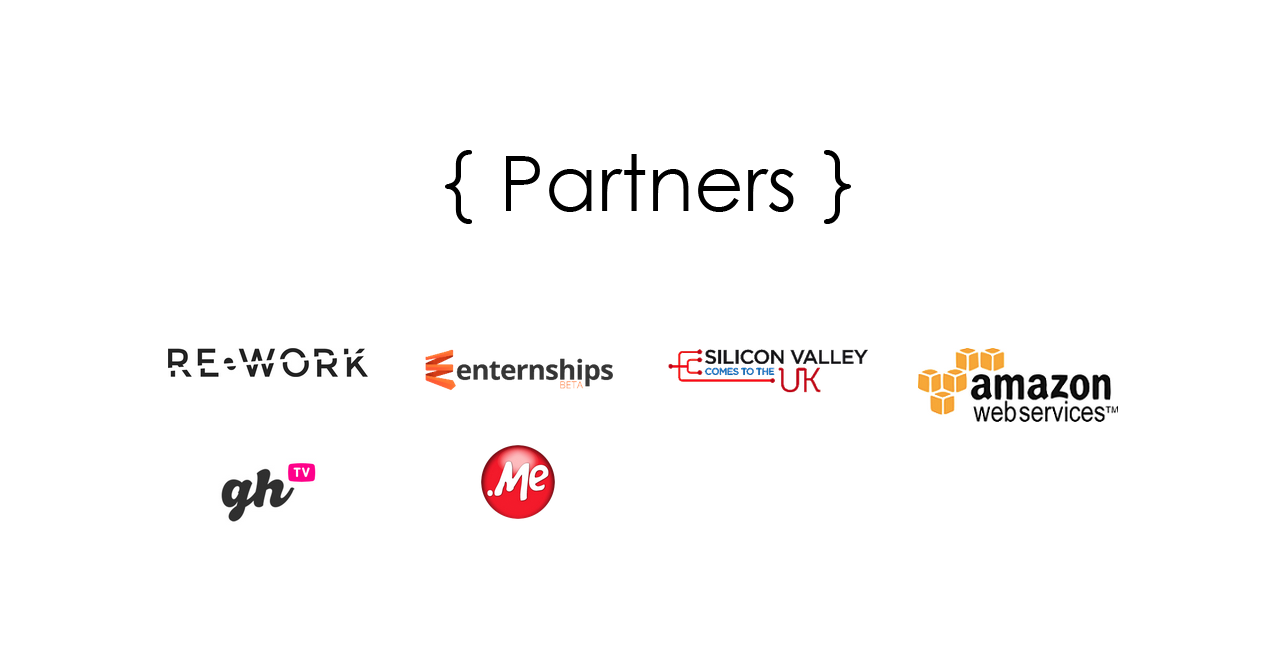 { Partners }
RE•WORK
enternships
BETA
SILICON VALLEY
COMES TO THE
UK
amazon
webservices™
gh
TV
.Me